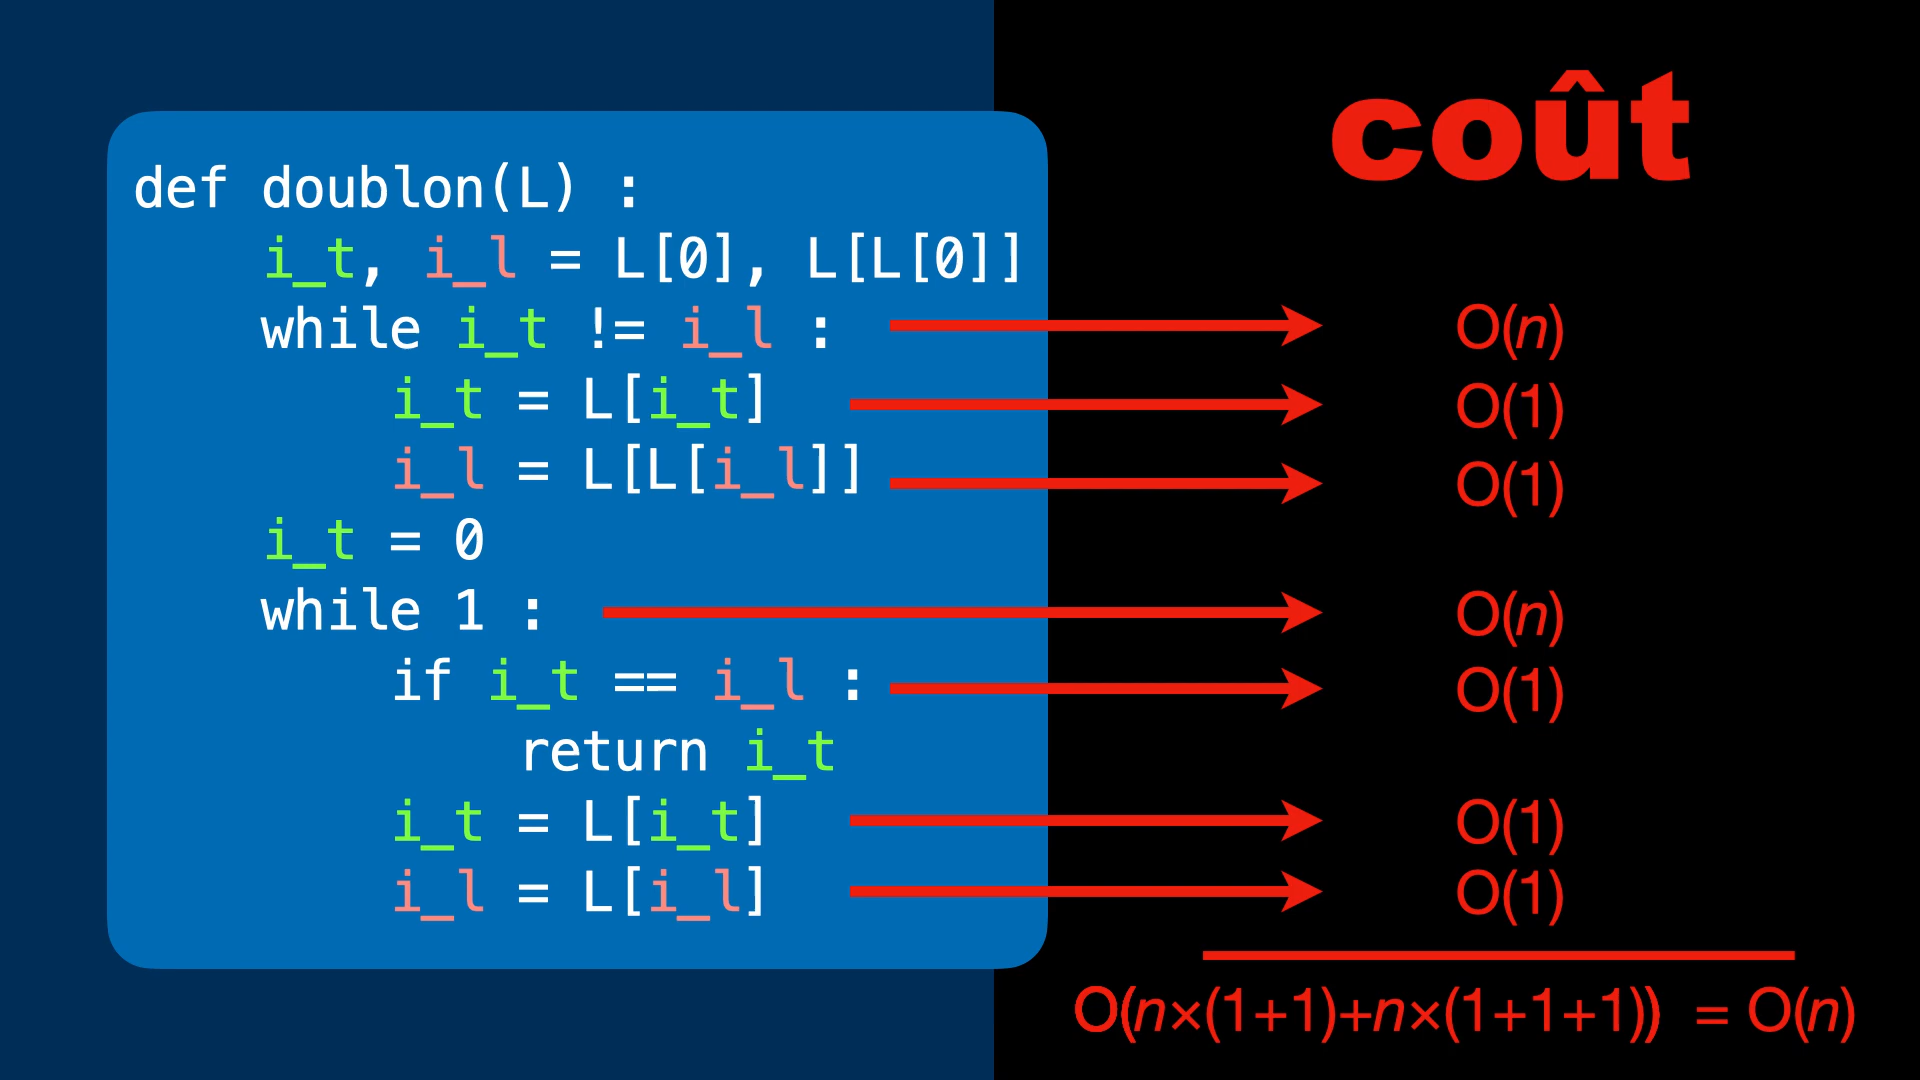 coût
def doublon(L) :
i_t, i_l = L[0], L[L[0]]
while i_t != i_l : O(n)
i_t = L[i_t] O(1)
i_l = L[L[i_l]] O(1)
i_t = 0
while 1 : O(n)
if i_t == i_l : O(1)
return i_t
i_t = L[i_t] O(1)
i_l = L[i_l] O(1)
O(n×(1+1)+n×(1+1+1)) = O(n)